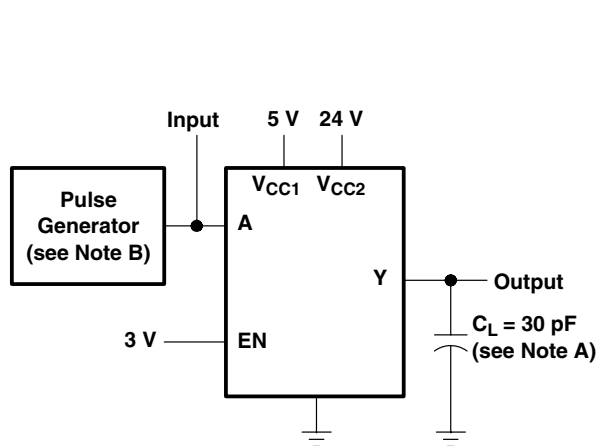 Input
5 V
24 V
Pulse
Generator
(see Note B)
VCC1
VCC2
A
Y
Output
CL = 30 pF
(see Note A)
3 V
EN